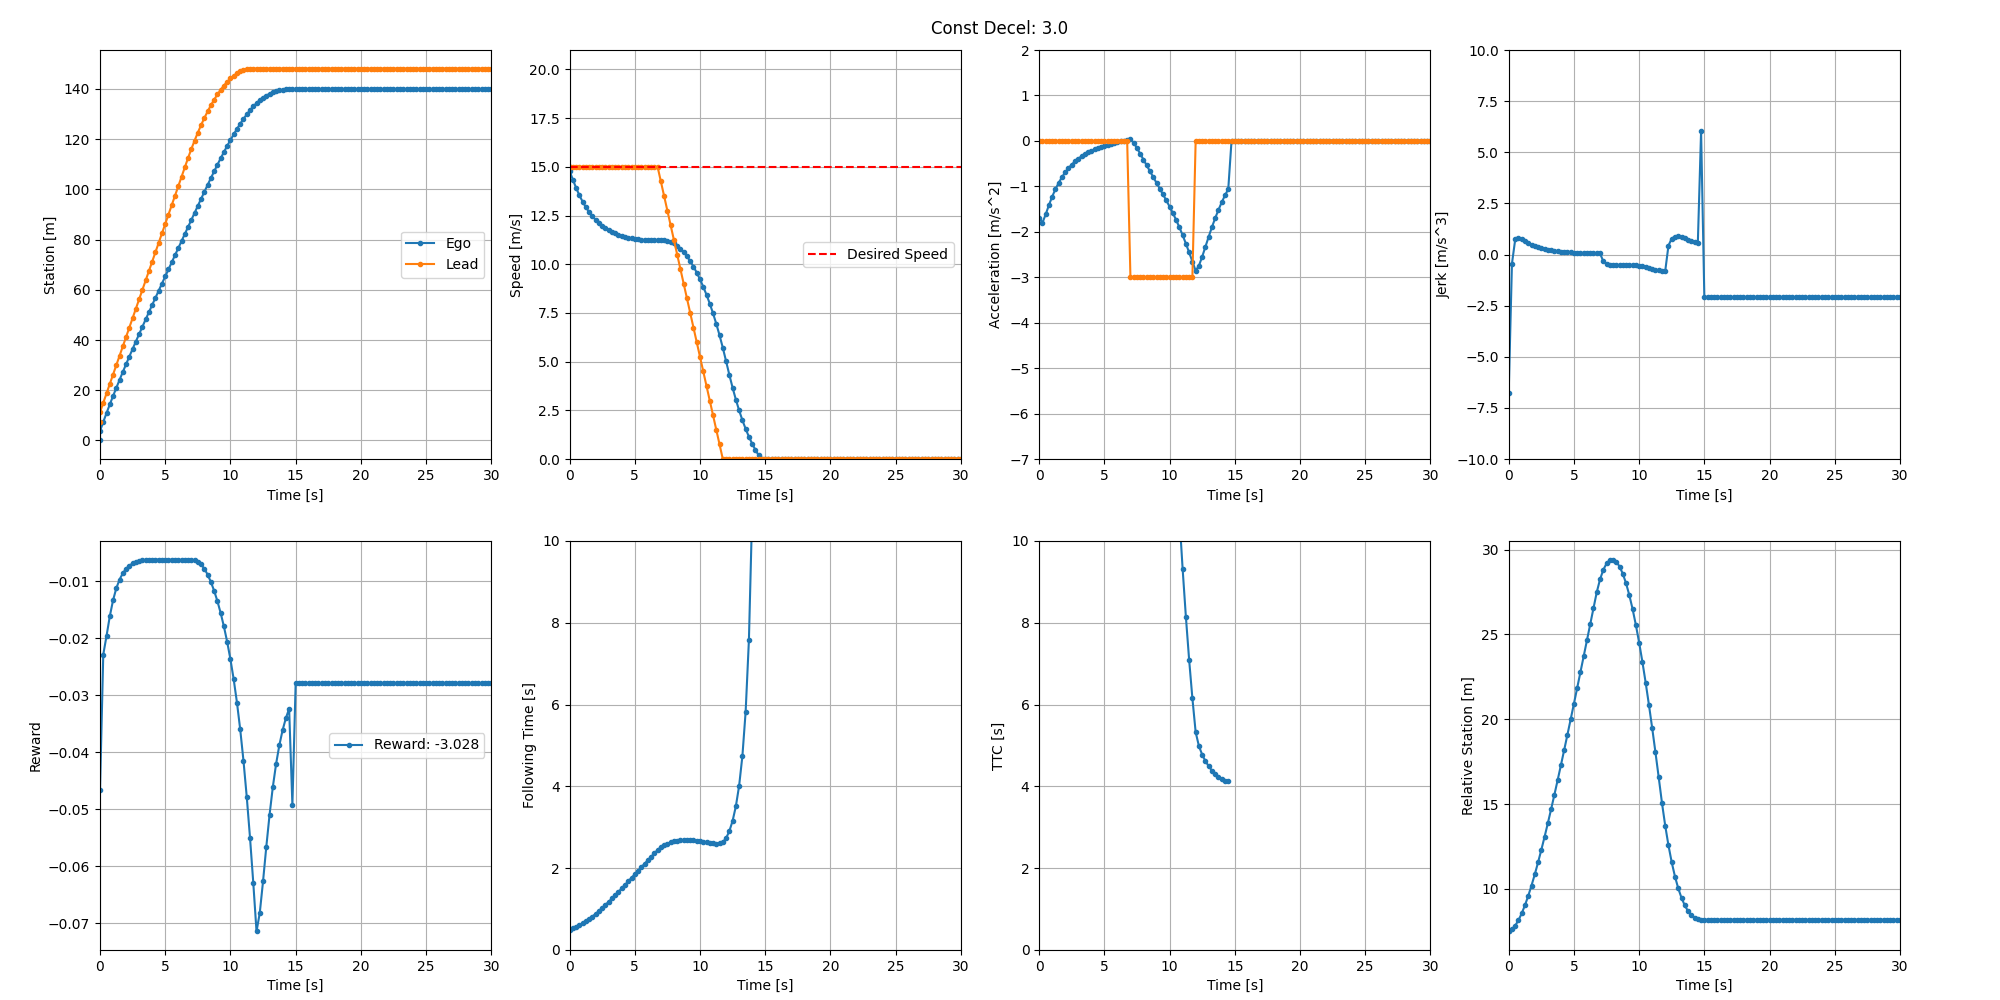 Const Decel: 3.0
Station [m]
140
120
100
80
60
40
20
0
Ego
Lead
0 5 10 15 20 25 30
Time [s]
Speed [m/s]
20.0
17.5
15.0
12.5
10.0
7.5
5.0
2.5
0.0
Desired Speed
0 5 10 15 20 25 30
Time [s]
Acceleration [m/s^2]
2
1
0
−1
−2
−3
−4
−5
−6
−7
0 5 10 15 20 25 30
Time [s]
Jerk [m/s^3]
10.0
7.5
5.0
2.5
0.0
−2.5
−5.0
−7.5
−10.0
0 5 10 15 20 25 30
Time [s]
Reward
−0.01
−0.02
−0.03
−0.04
−0.05
−0.06
−0.07
Reward: -3.028
0 5 10 15 20 25 30
Time [s]
Following Time [s]
10
8
6
4
2
0
0 5 10 15 20 25 30
Time [s]
TTC [s]
10
8
6
4
2
0
0 5 10 15 20 25 30
Time [s]
Relative Station [m]
30
25
20
15
10
0 5 10 15 20 25 30
Time [s]